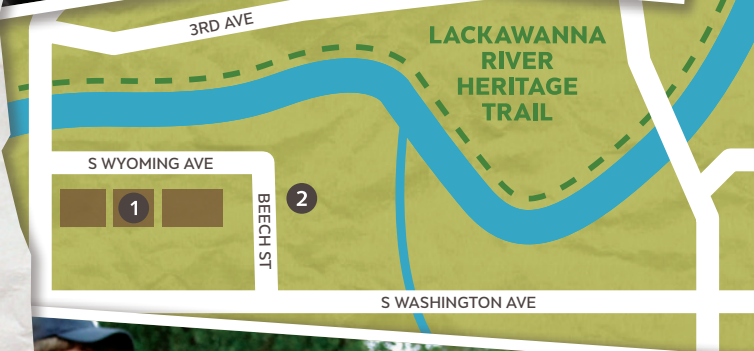 3RD AVE
LACKAWANNA
RIVER
HERITAGE
TRAIL
S WYOMING AVE
1
BEECH ST
2
S WASHINGTON AVE